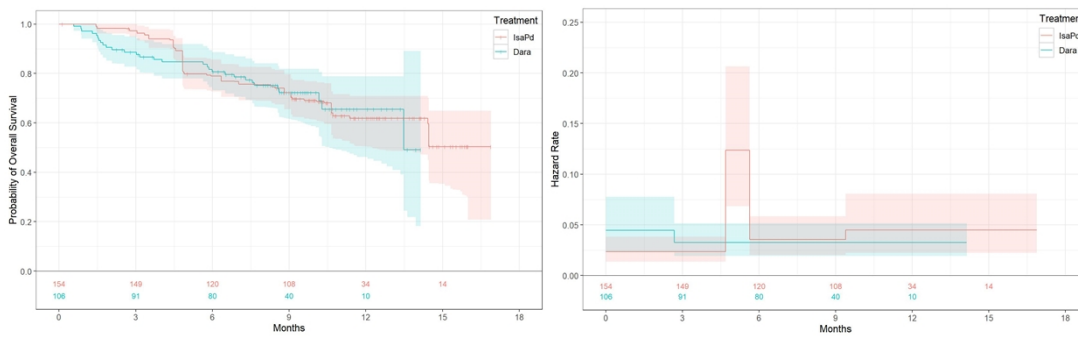 Treatment
IsaPd
Dara
Probability of Overall Survival
1.0
0.8
0.6
0.4
0.2
0.0
154 149 120 108 34 14
106 91 80 40 10
0 3 6 9 12 15 18
Months
Treatmen
IsaPd
Dara
Hazard Rate
0.25
0.20
0.15
0.10
0.05
0.00
154 149 120 108 34 14
106 91 80 40 10
0 3 6 9 12 15 18
Months